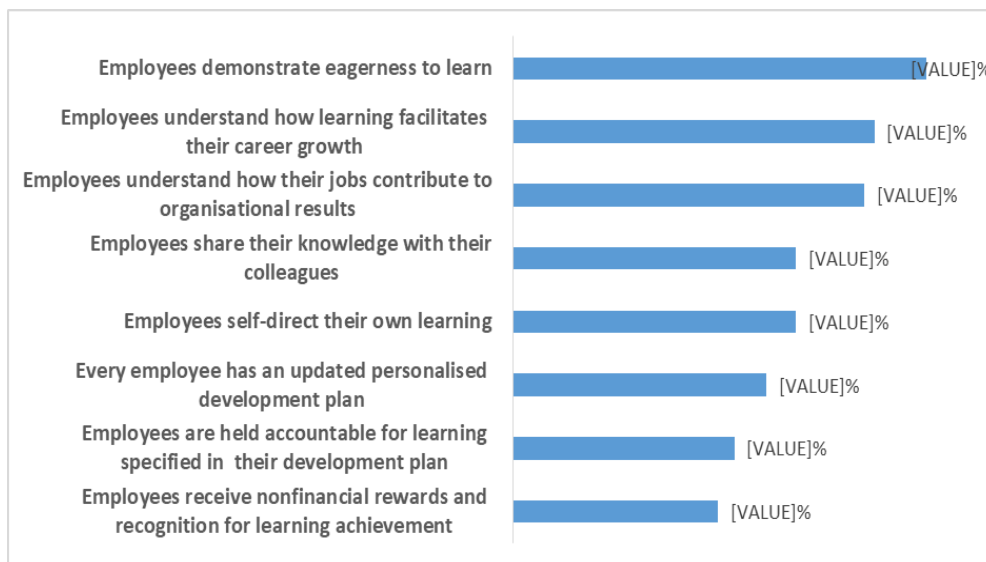 Employees demonstrate eagerness to learn
[VALUE]%
Employees understand how learning facilitates
their career growth
[VALUE]%
Employees understand how their jobs contribute to
organisational results
[VALUE]%
Employees share their knowledge with their
colleagues
[VALUE]%
Employees self-direct their own learning
[VALUE]%
Every employee has an updated personalised
development plan
[VALUE]%
Employees are held accountable for learning
specified in  their development plan
[VALUE]%
Employees receive nonfinancial rewards and
recognition for learning achievement
[VALUE]%